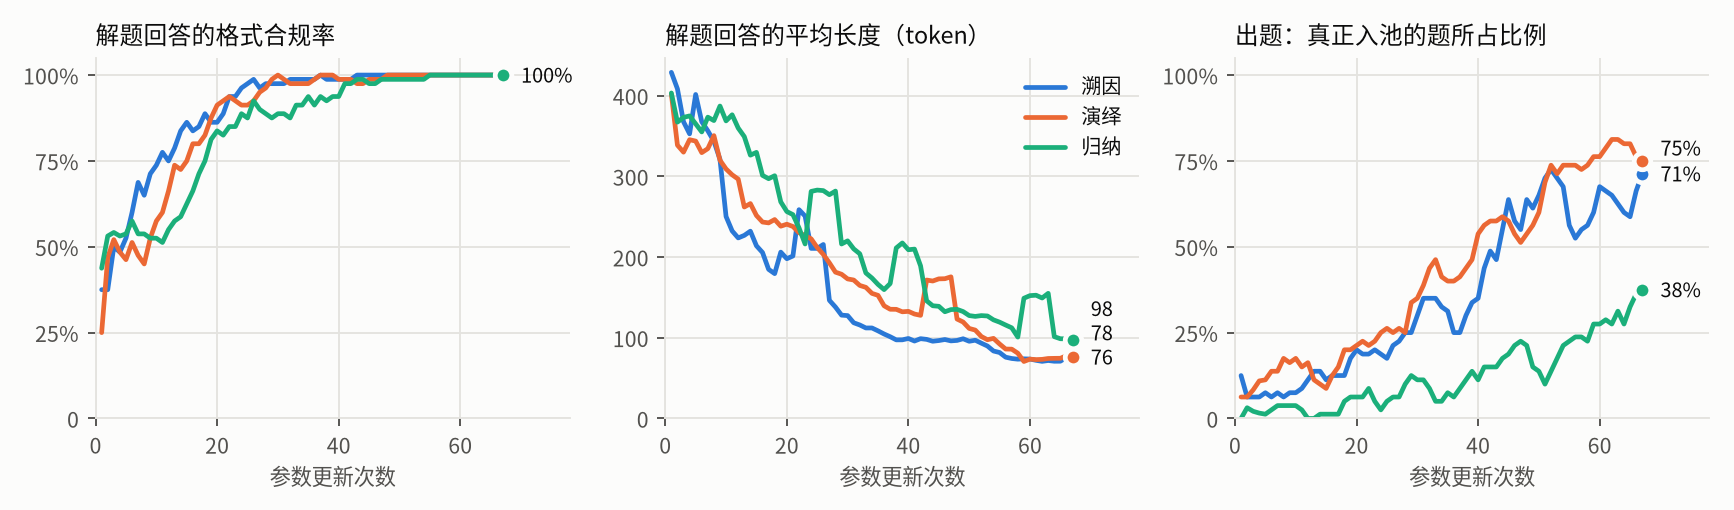 解题回答的格式合规率
100%
75%
50%
25%
0
0 20 40 60
参数更新次数
100%
解题回答的平均长度（token）
400
300
200
100
0
0 20 40 60
参数更新次数
溯因
演绎
归纳
98
78
76
出题：真正入池的题所占比例
100%
75%
50%
25%
0
0 20 40 60
参数更新次数
75%
71%
38%